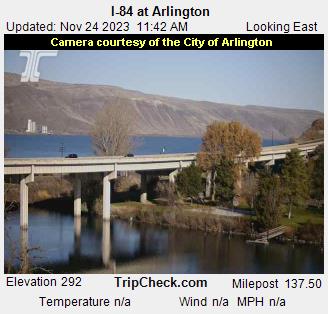 I-84 at Arlington
Updated: Nov 24 2023 11:42 AM Looking East
Camera courtesy of the City of Arlington
Elevation 292 TripCheck.com Milepost 137.50
Temperature n/a Wind n/a MPH n/a